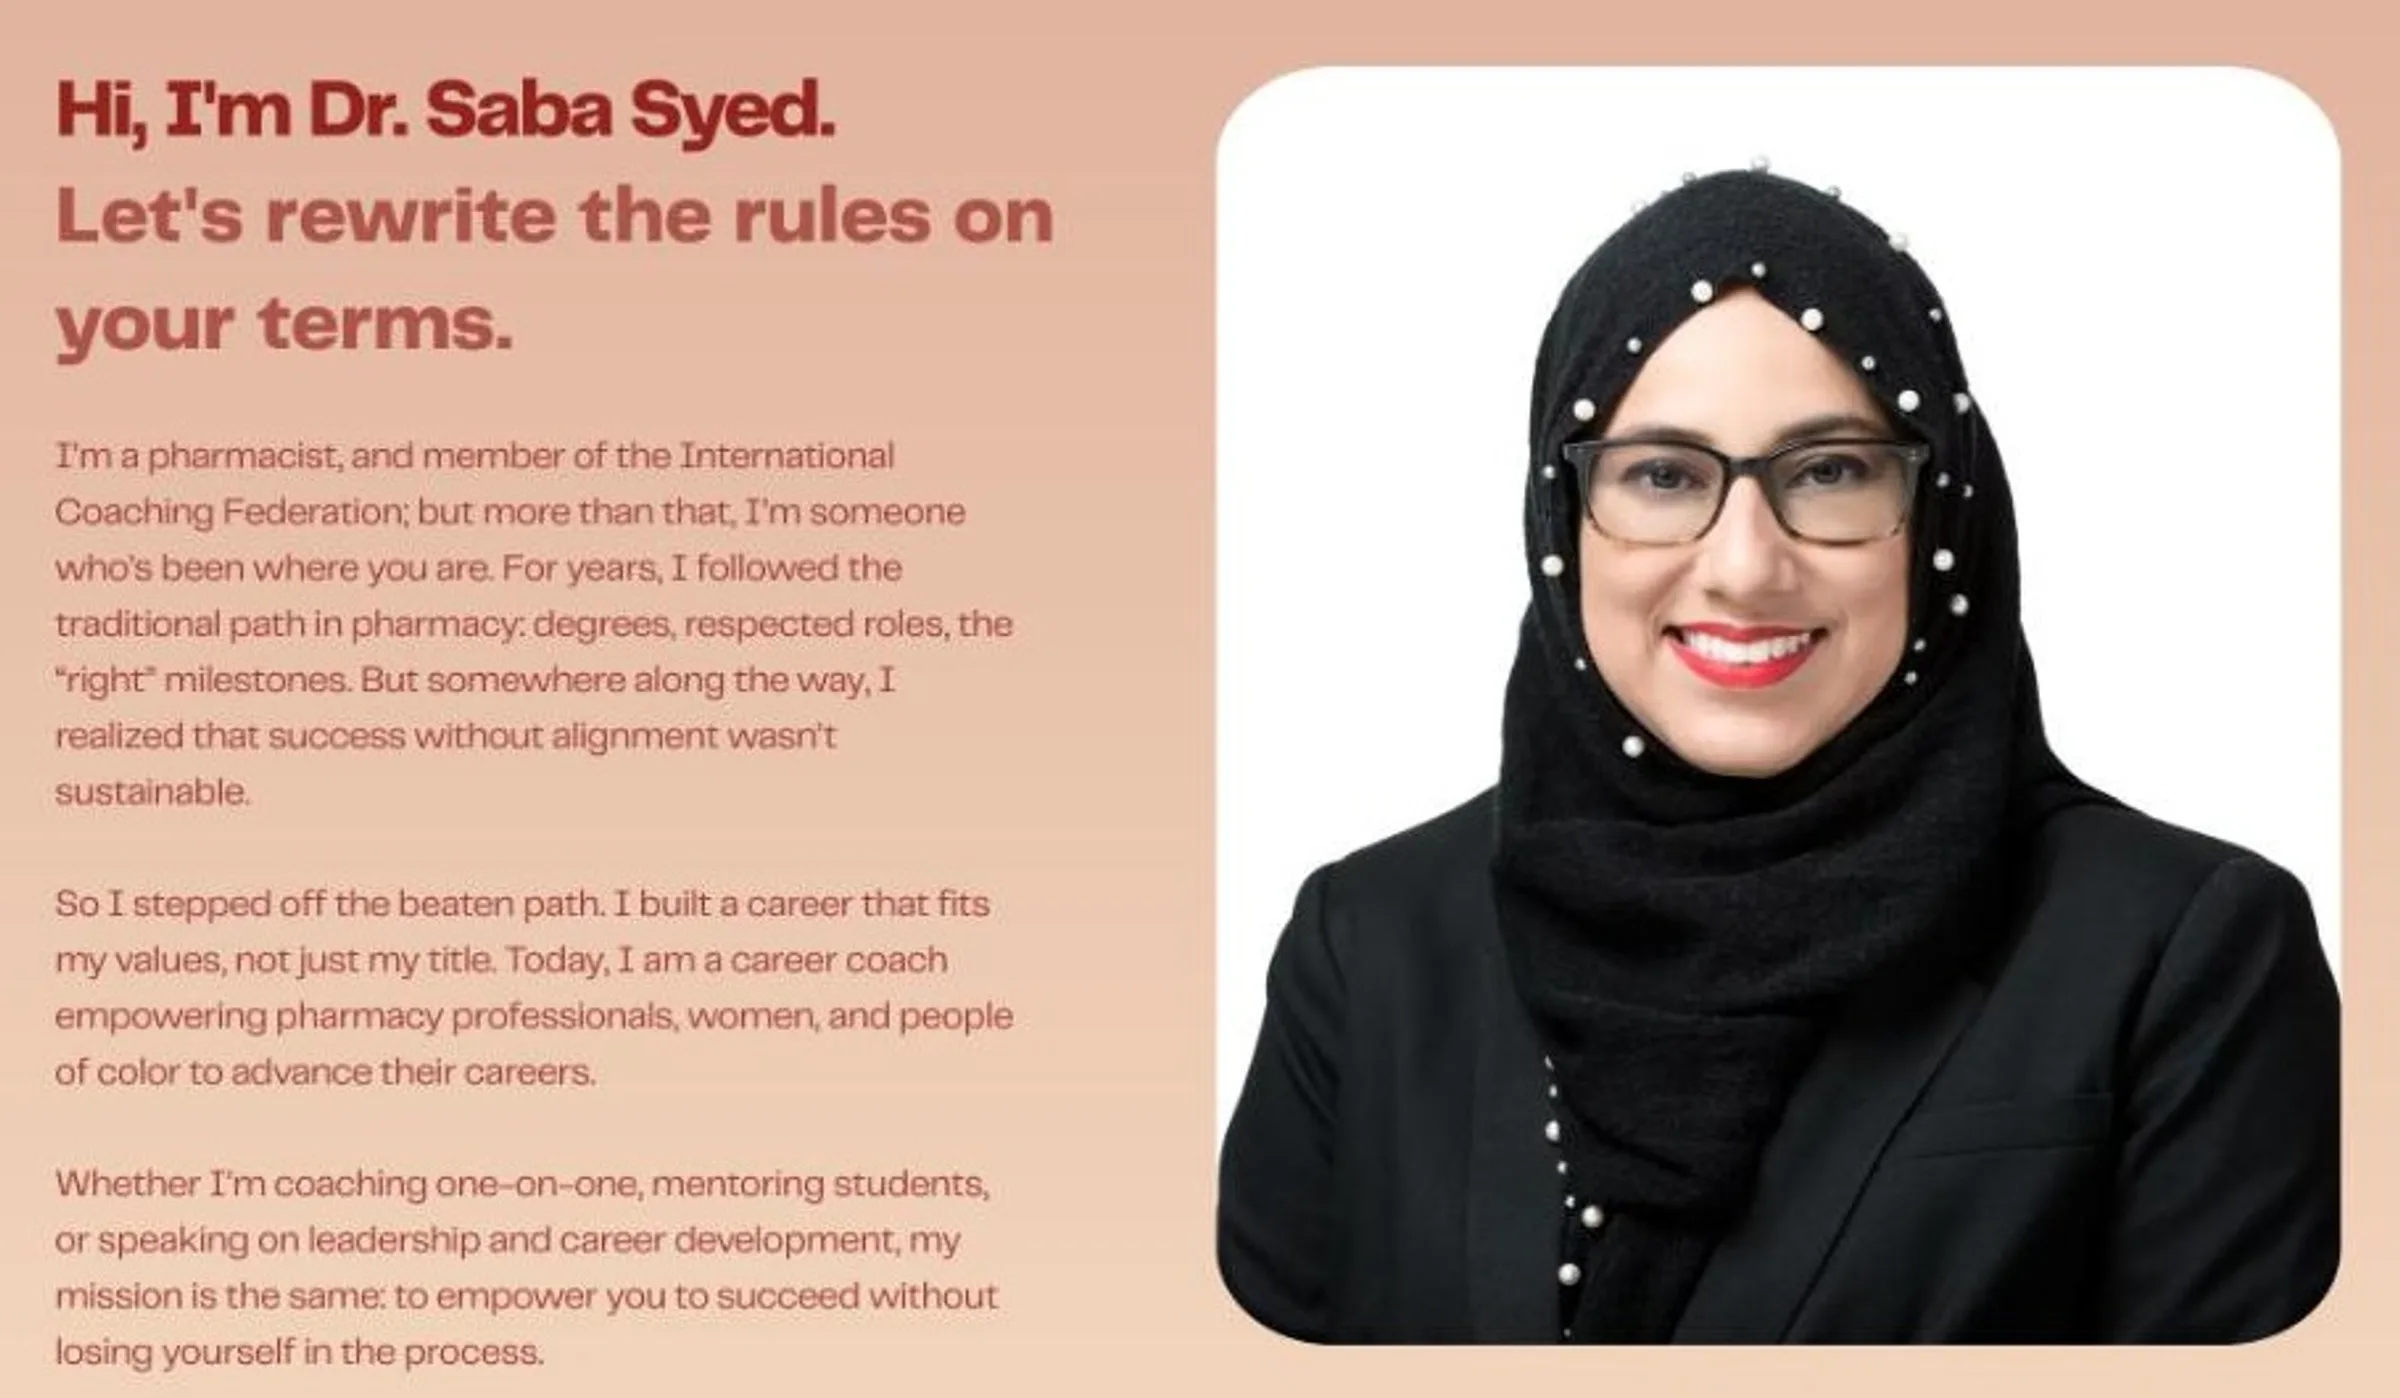 Hi, I'm Dr. Saba Syed.
Let's rewrite the rules on
your terms.
I'm a pharmacist, and member of the International
Coaching Federation; but more than that, I'm someone
who's been where you are. For years, I followed the
traditional path in pharmacy: degrees, respected roles, the
“right” milestones. But somewhere along the way, I
realized that success without alignment wasn't
sustainable.
So I stepped off the beaten path. I built a career that fits
my values, not just my title. Today, I am a career coach
empowering pharmacy professionals, women, and people
of color to advance their careers.
Whether I'm coaching one-on-one, mentoring students,
or speaking on leadership and career development, my
mission is the same: to empower you to succeed without
losing yourself in the process.